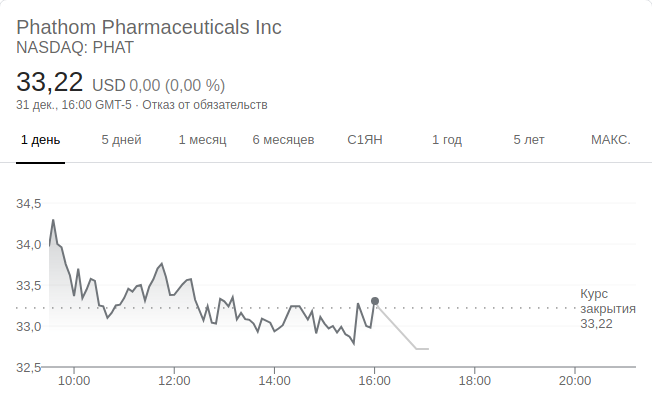 Phathom Pharmaceuticals Inc
NASDAQ: PHAT
33,22 USD 0,00 (0,00 %)
31 дек., 16:00 GMT-5 · Отказ от обязательств
1 день 5 дней 1 месяц 6 месяцев С1ЯН 1 год 5 лет МАКС.
34,5
34,0
33,5
33,0
32,5
Курс
закрытия
33,22
10:00 12:00 14:00 16:00 18:00 20:00